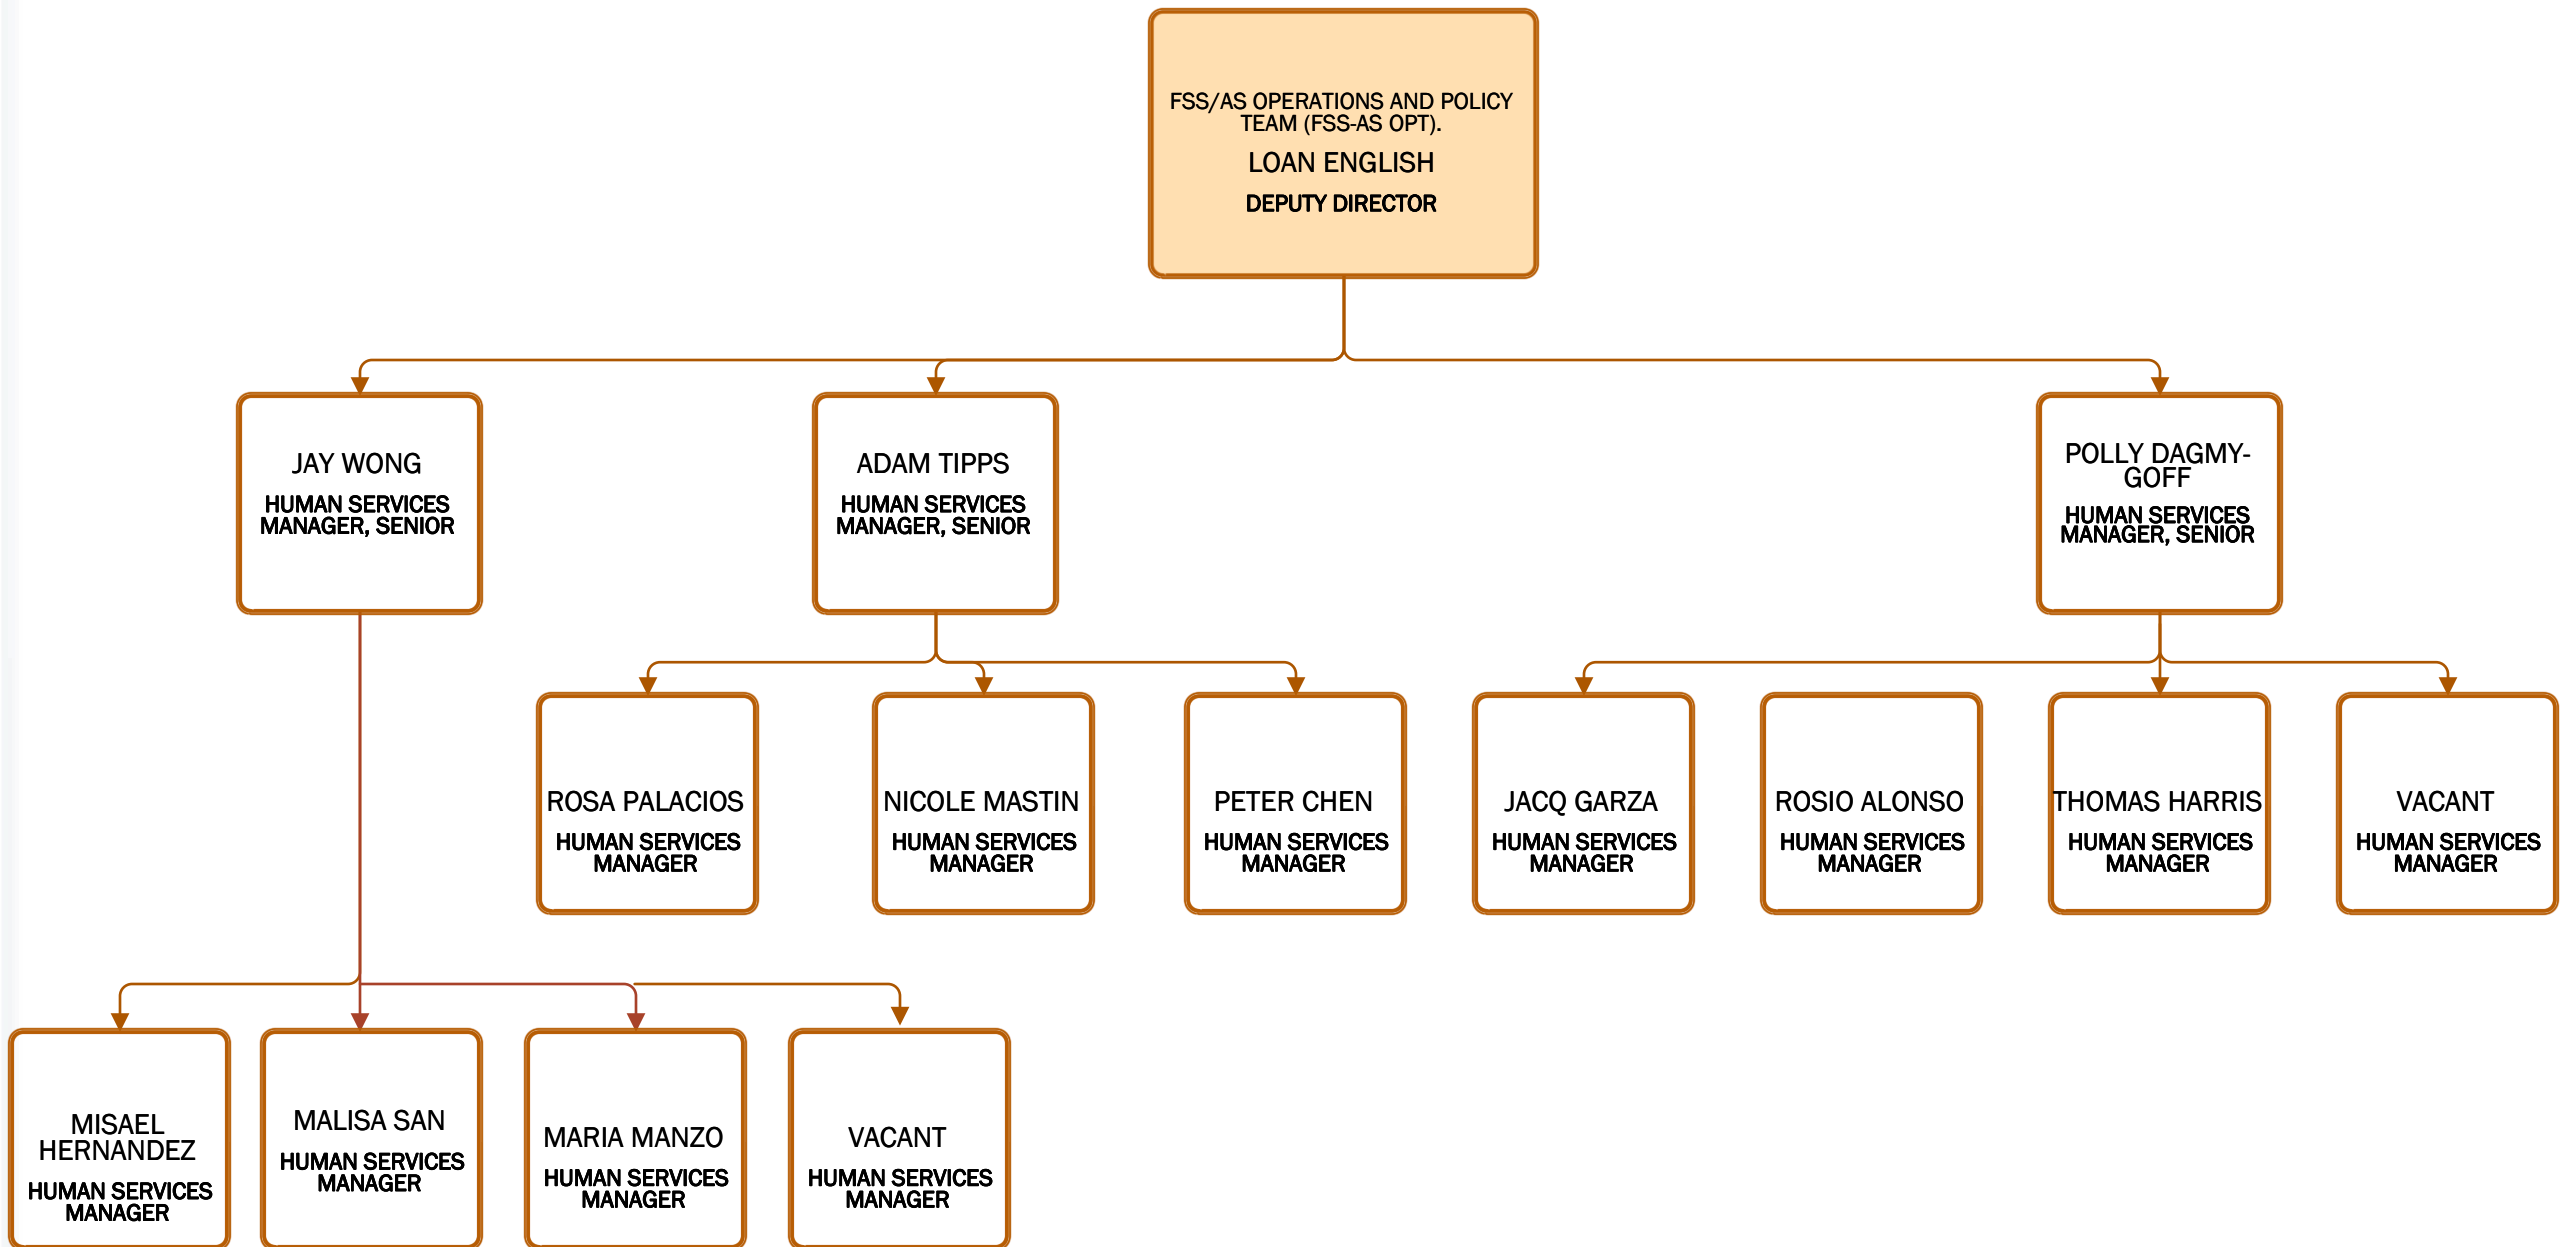 FSS/AS OPERATIONS AND POLICY
TEAM (FSS-AS OPT).
LOAN ENGLISH
DEPUTY DIRECTOR
JAY WONG
HUMAN SERVICES
MANAGER, SENIOR
ADAM TIPPS
HUMAN SERVICES
MANAGER, SENIOR
POLLY DAGMY-
GOFF
HUMAN SERVICES
MANAGER, SENIOR
ROSA PALACIOS
HUMAN SERVICES
MANAGER
NICOLE MASTIN
HUMAN SERVICES
MANAGER
PETER CHEN
HUMAN SERVICES
MANAGER
JACQ GARZA
HUMAN SERVICES
MANAGER
ROSIO ALONSO
HUMAN SERVICES
MANAGER
THOMAS HARRIS
HUMAN SERVICES
MANAGER
VACANT
HUMAN SERVICES
MANAGER
MISAEL
HERNANDEZ
HUMAN SERVICES
MANAGER
MALISA SAN
HUMAN SERVICES
MANAGER
MARIA MANZO
HUMAN SERVICES
MANAGER
VACANT
HUMAN SERVICES
MANAGER